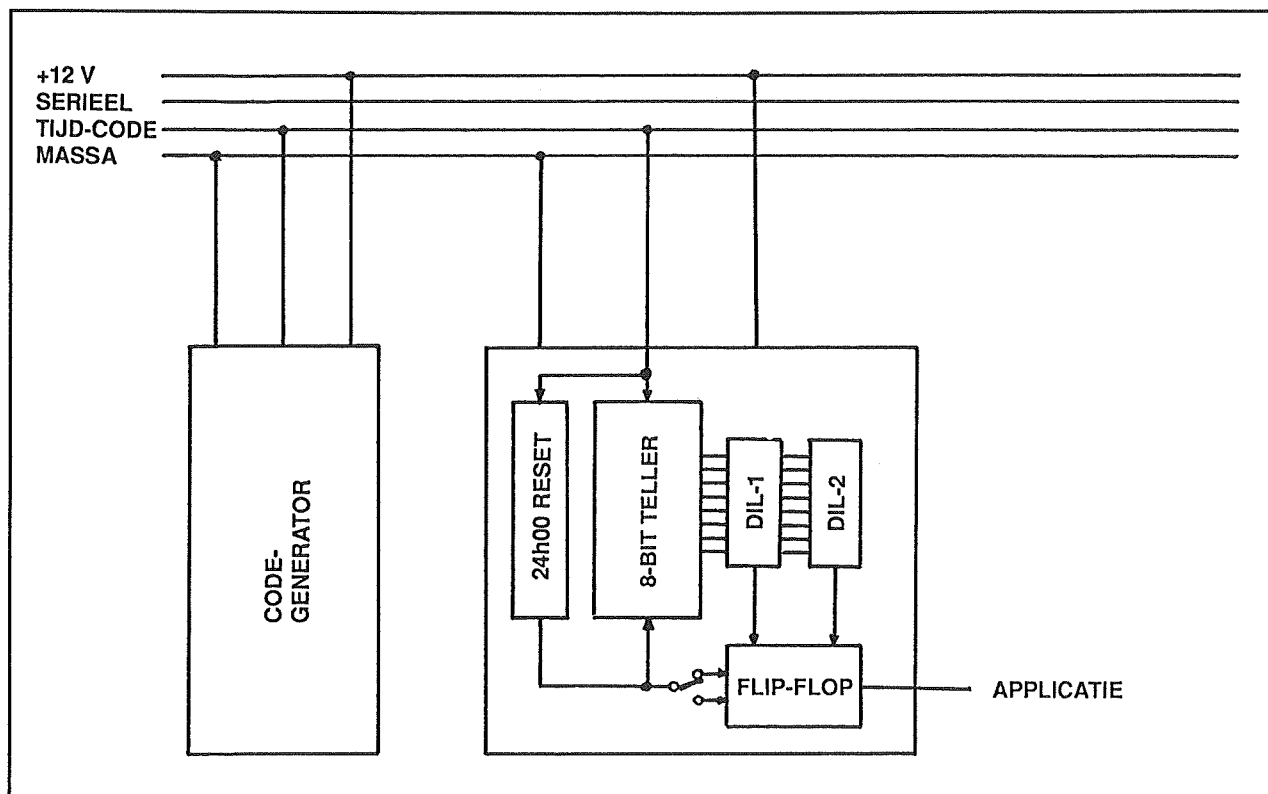 +12 V
SERIEEL
TIJD-CODE
MASSA
CODE-
GENERATOR
24h00 RESET
8-BIT TELLER
DIL-1
DIL-2
FLIP-FLOP
APPLICATIE